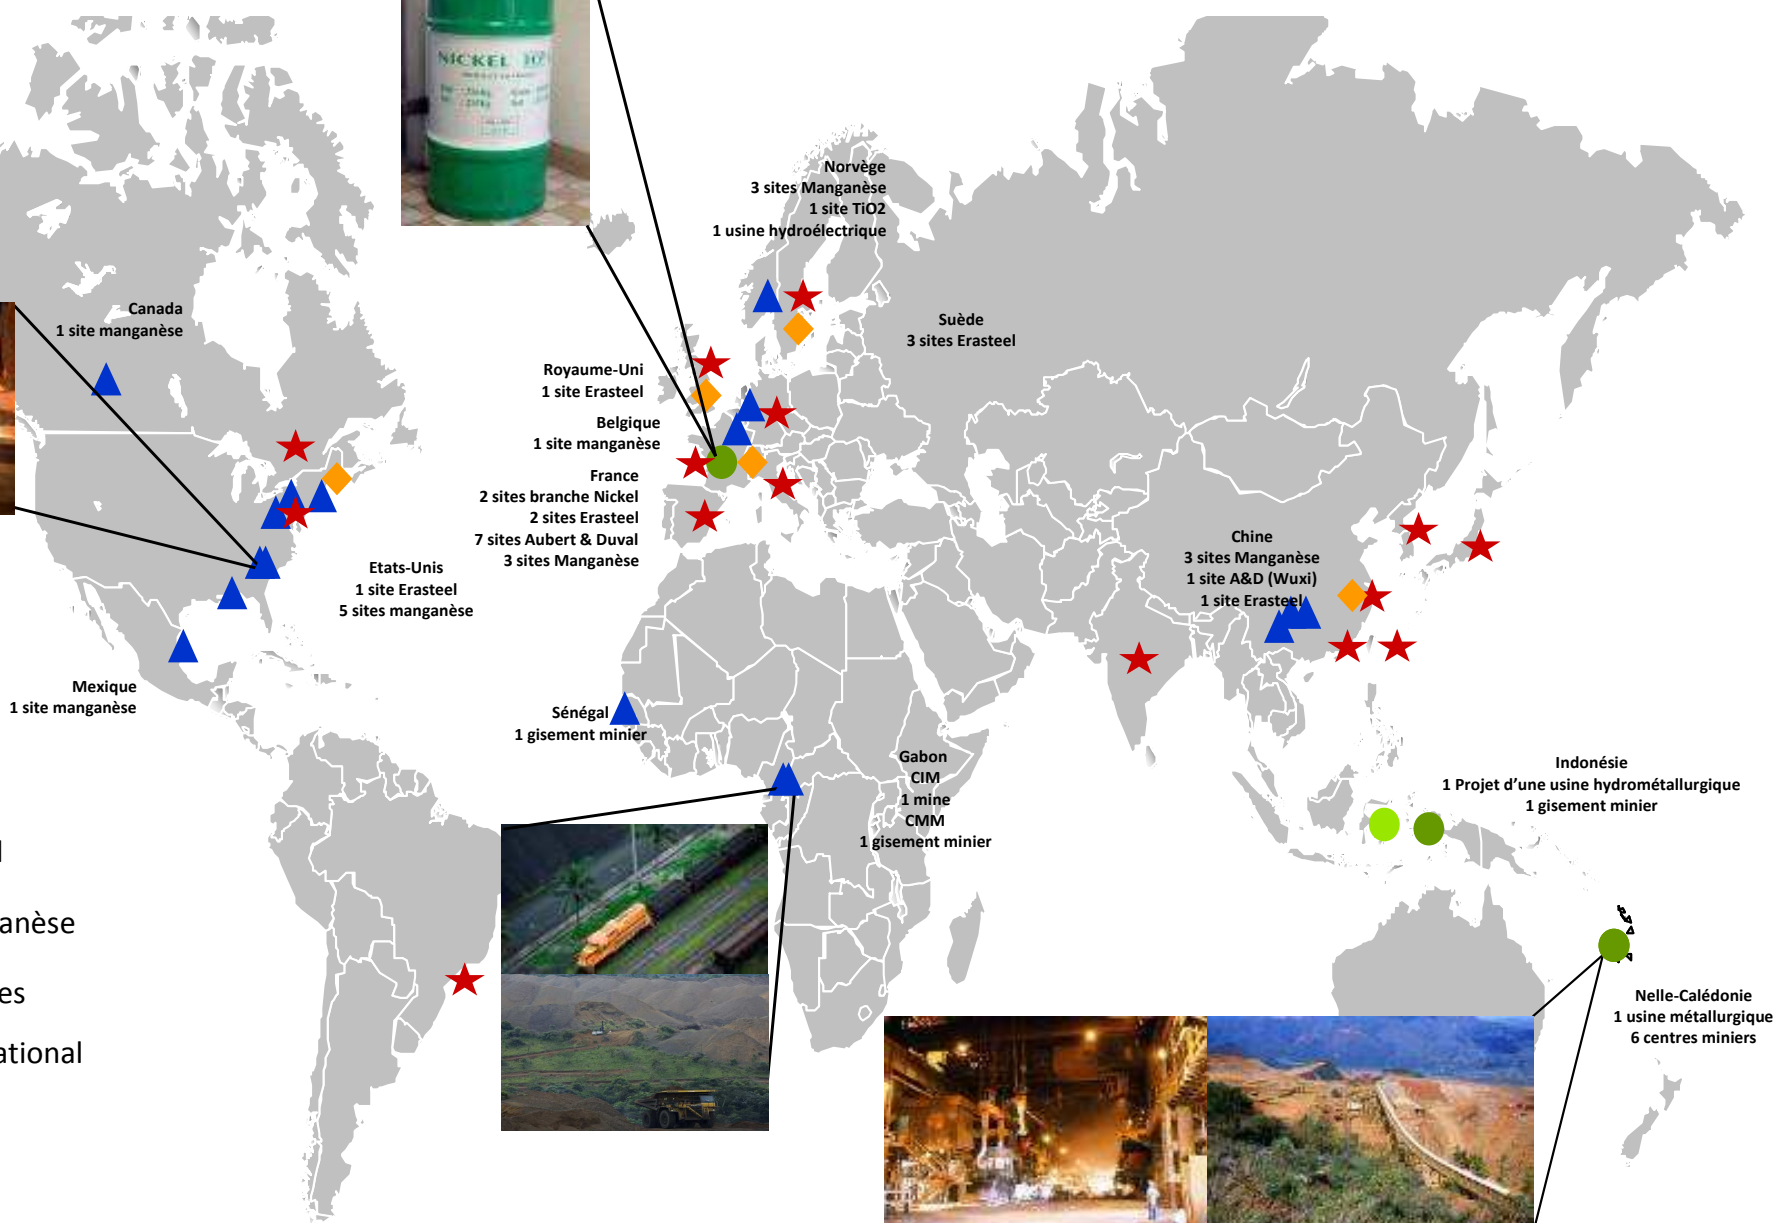 NICKEL
Norvège
3 sites Manganèse
1 site TiO2
1 usine hydroélectrique
Canada
1 site manganèse
Suède
3 sites Erasteel
Royaume-Uni
1 site Erasteel
Belgique
1 site manganèse
France
2 sites branche Nickel
2 sites Erasteel
7 sites Aubert & Duval
3 sites Manganèse
Chine
3 sites Manganèse
1 site A&D (Wuxi)
1 site Erasteel
Etats-Unis
1 site Erasteel
5 sites manganèse
Mexique
1 site manganèse
Sénégal
1 gisement minier
Gabon
CIM
1 mine
CMM
1 gisement minier
Indonésie
1 Projet d'une usine hydrométallurgique
1 gisement minier
l
anèse
es
ational
Nelle-Calédonie
1 usine métallurgique
6 centres miniers